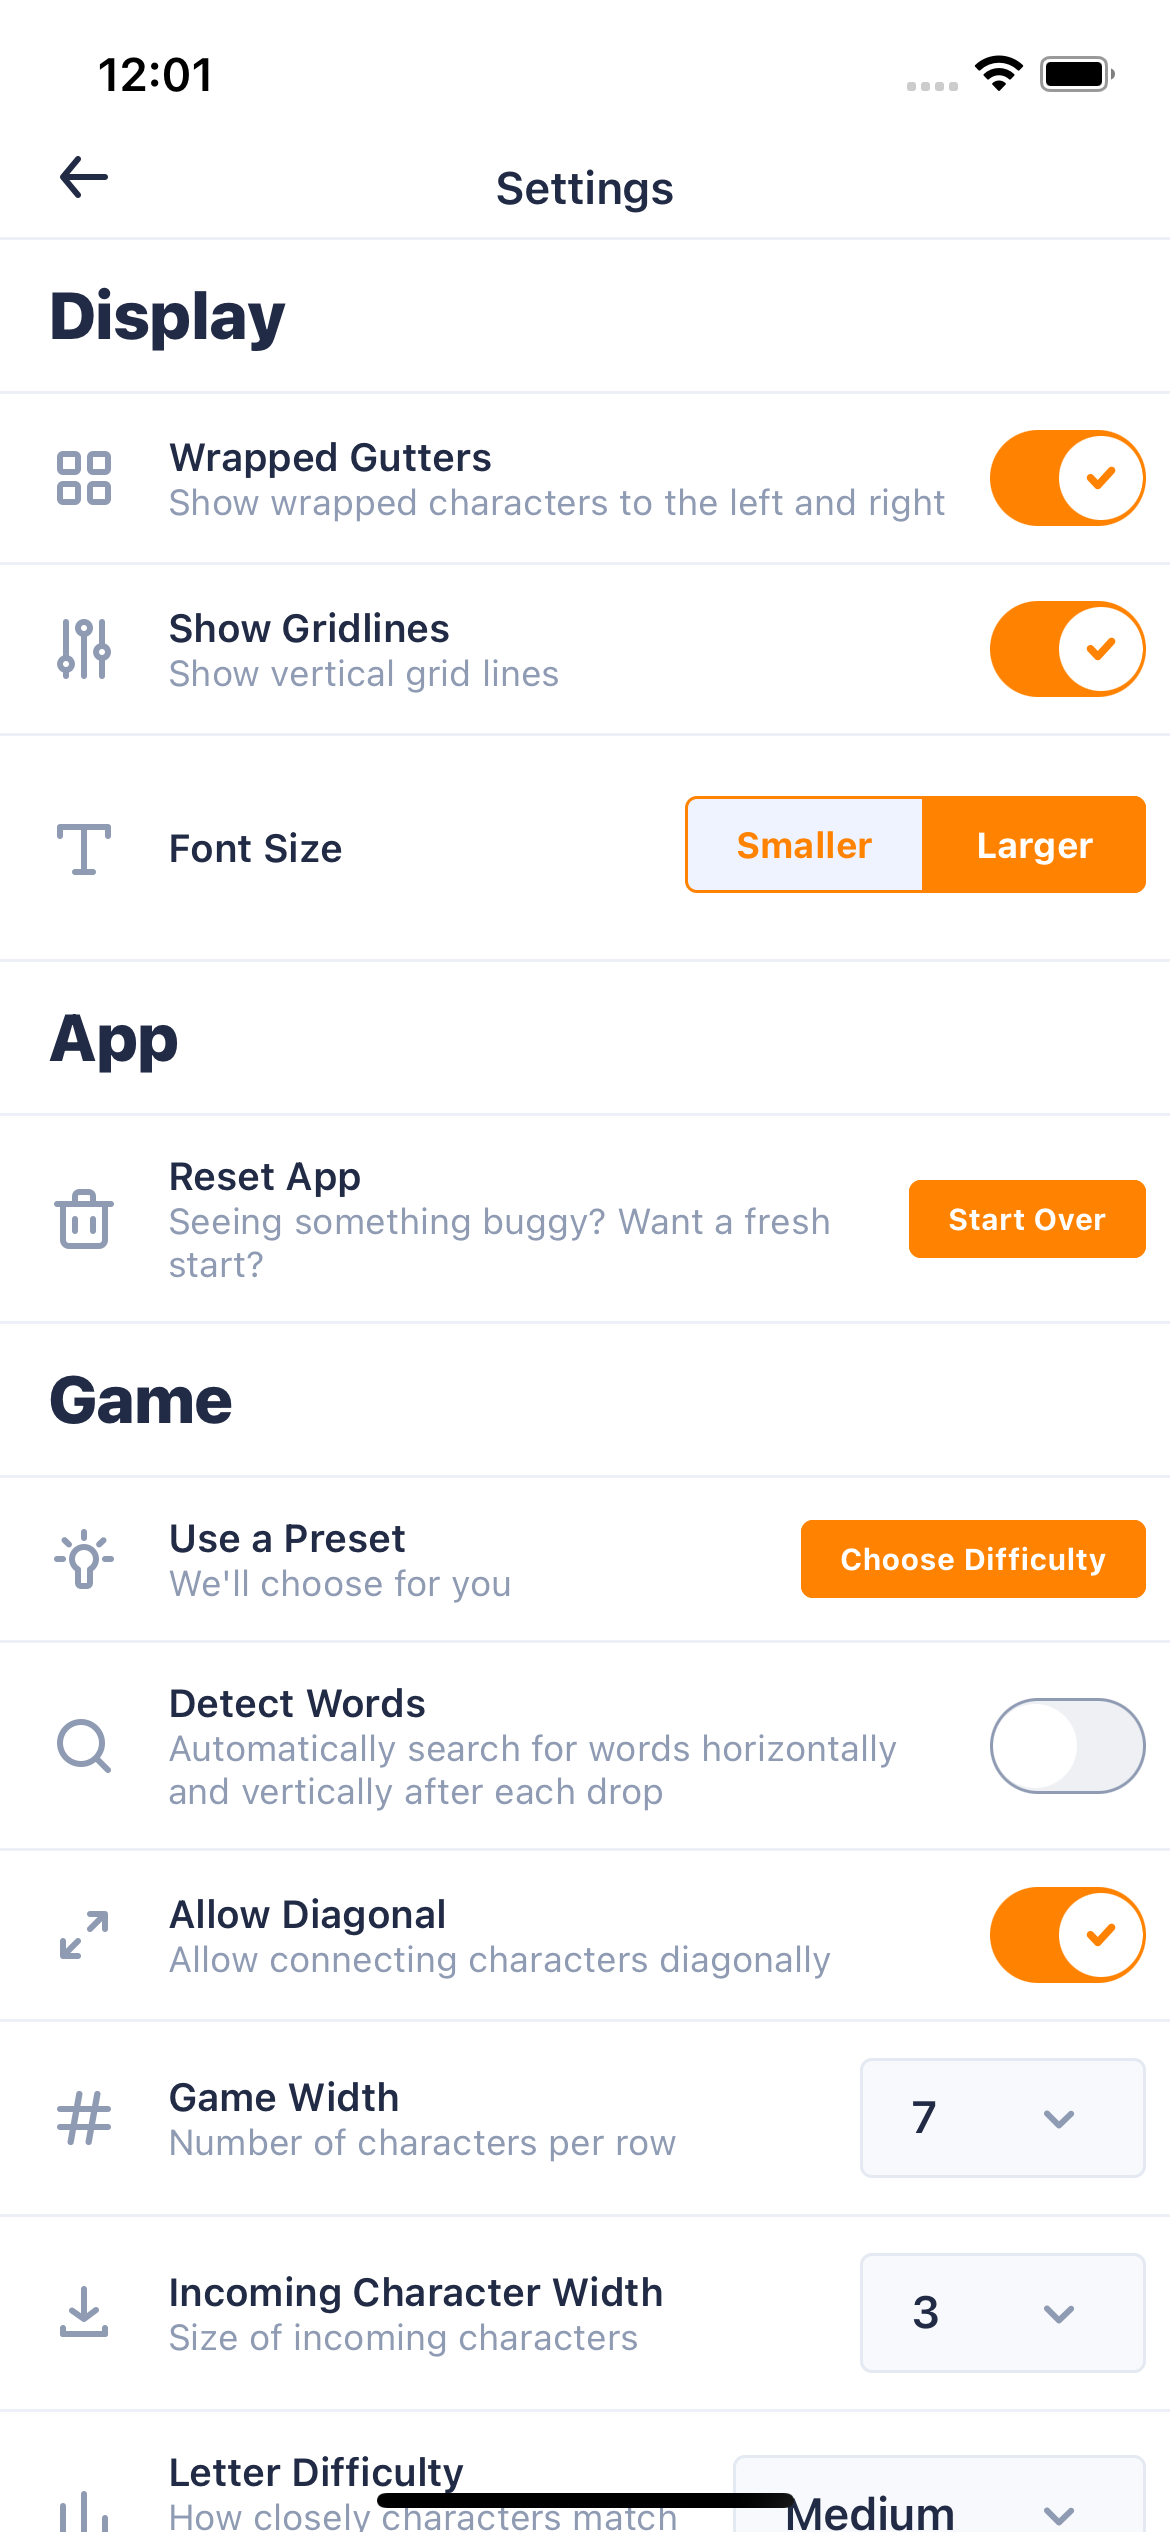 12:01
Settings
Display
Wrapped Gutters
Show wrapped characters to the left and right
Show Gridlines
Show vertical grid lines
Font Size
Smaller
Larger
App
Reset App
Seeing something buggy? Want a fresh
start?
Start Over
Game
Use a Preset
We'll choose for you
Choose Difficulty
Detect Words
Automatically search for words horizontally
and vertically after each drop
Allow Diagonal
Allow connecting characters diagonally
Game Width
Number of characters per row
7
Incoming Character Width
Size of incoming characters
3
Letter Difficulty
How closely characters match
Medium